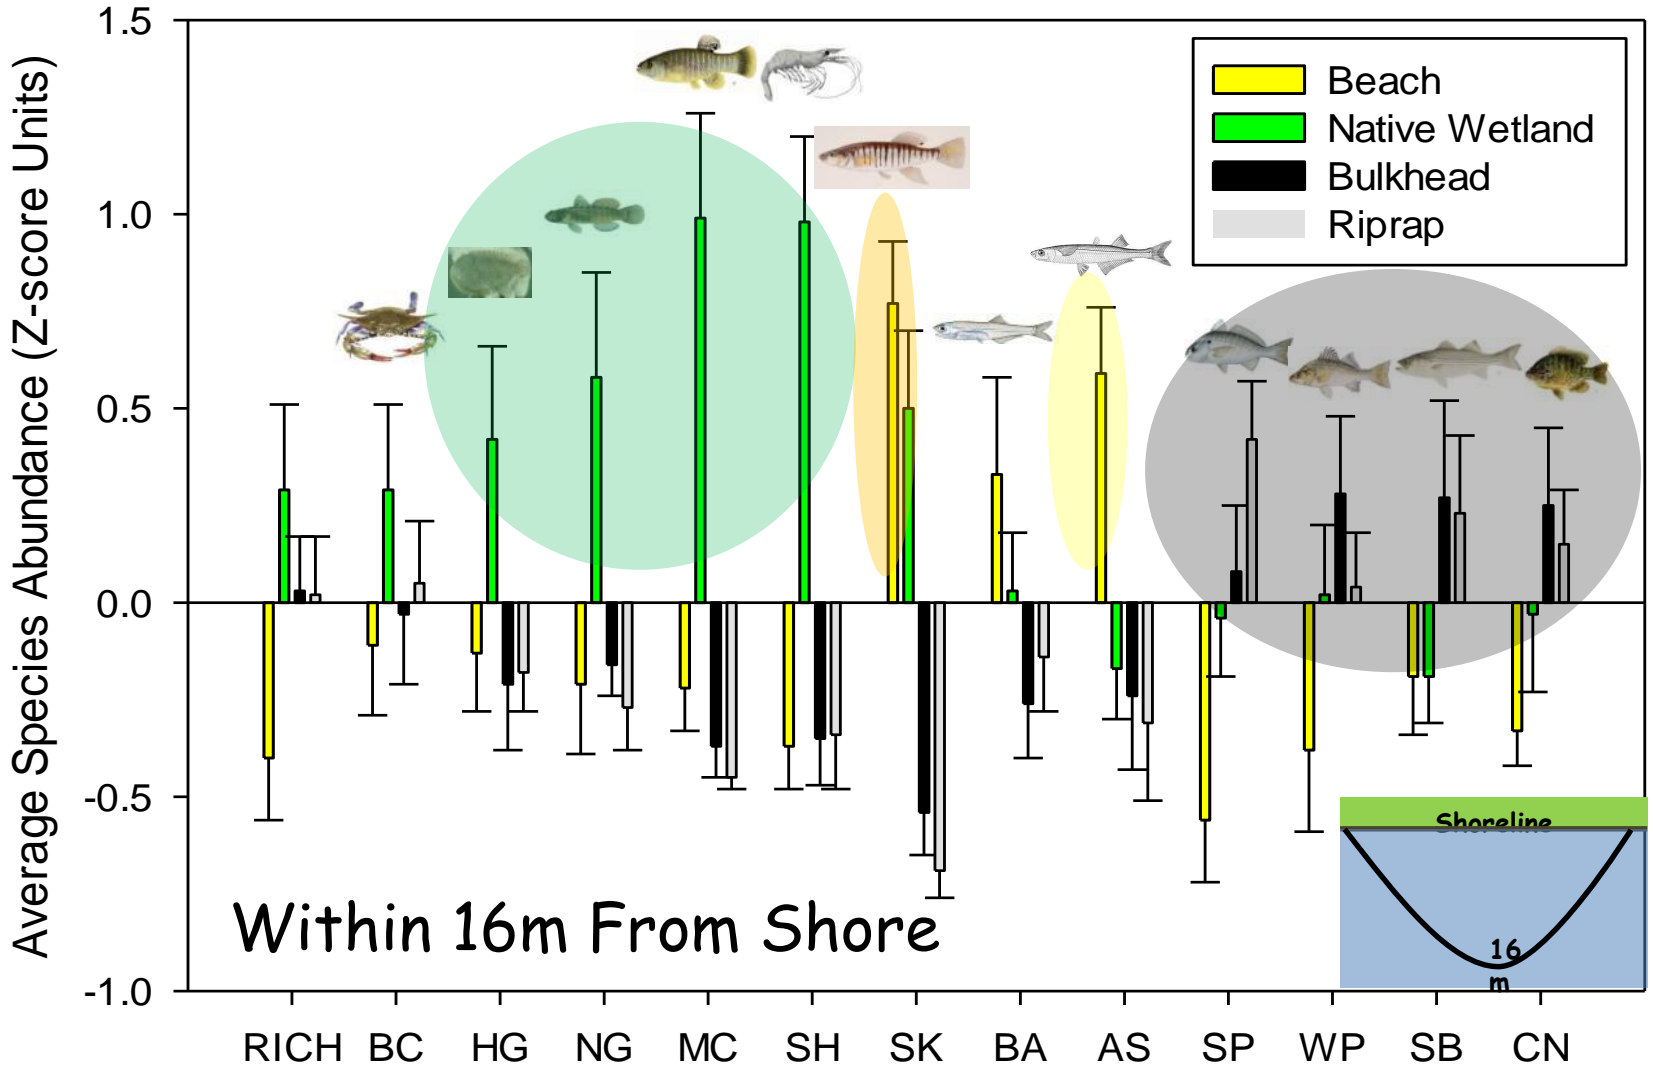 Average Species Abundance (Z-score Units)
1.5
1.0
0.5
0.0
-0.5
-1.0
Beach
Native Wetland
Bulkhead
Riprap
Shoreline
16
m
Within 16m From Shore
RICH BC HG NG MC SH SK BA AS SP WP SB CN